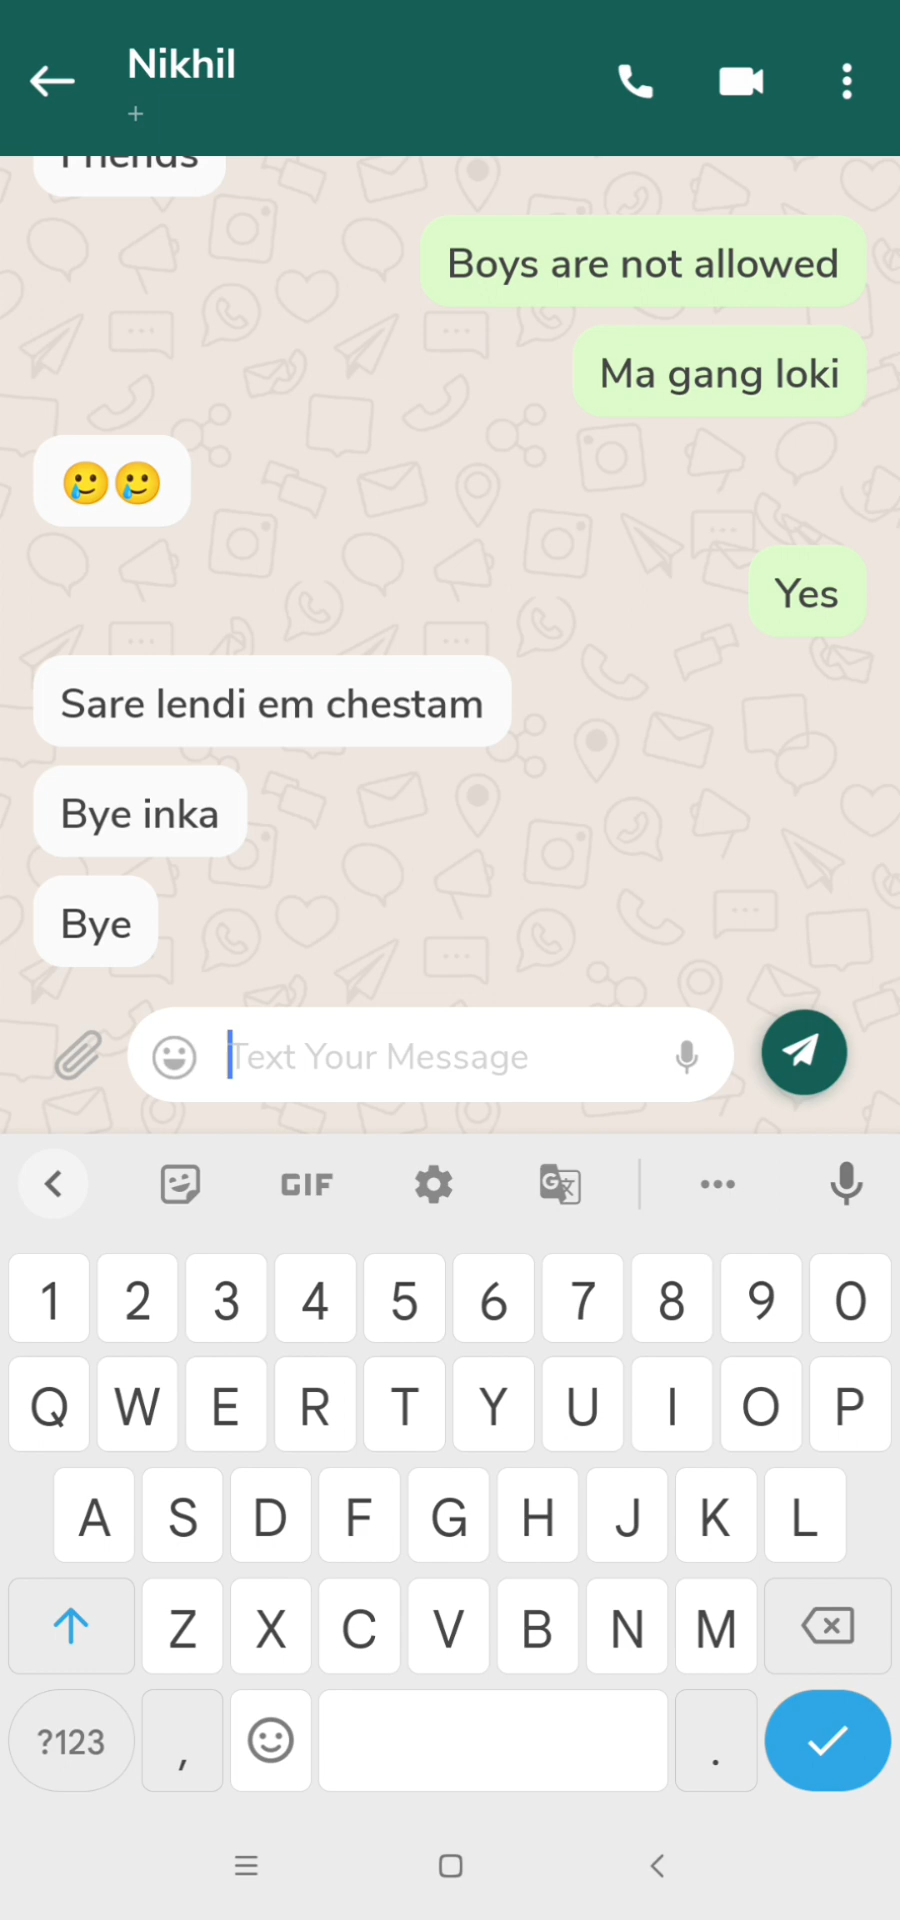 Nikhil
+
Friends
Boys are not allowed
Ma gang loki
🥲🥲
Yes
Sare lendi em chestam
Bye inka
Bye
Text Your Message
GIF
1 2 3 4 5 6 7 8 9 0
Q W E R T Y U I O P
A S D F G H J K L
Z X C V B N M
?123 , .